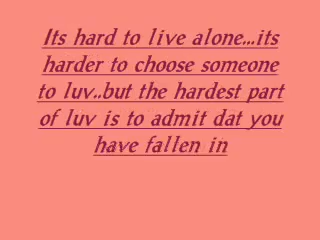 Its hard to live alone...its
harder to choose someone
to luv..but the hardest part
of luv is to admit dat you
have fallen in